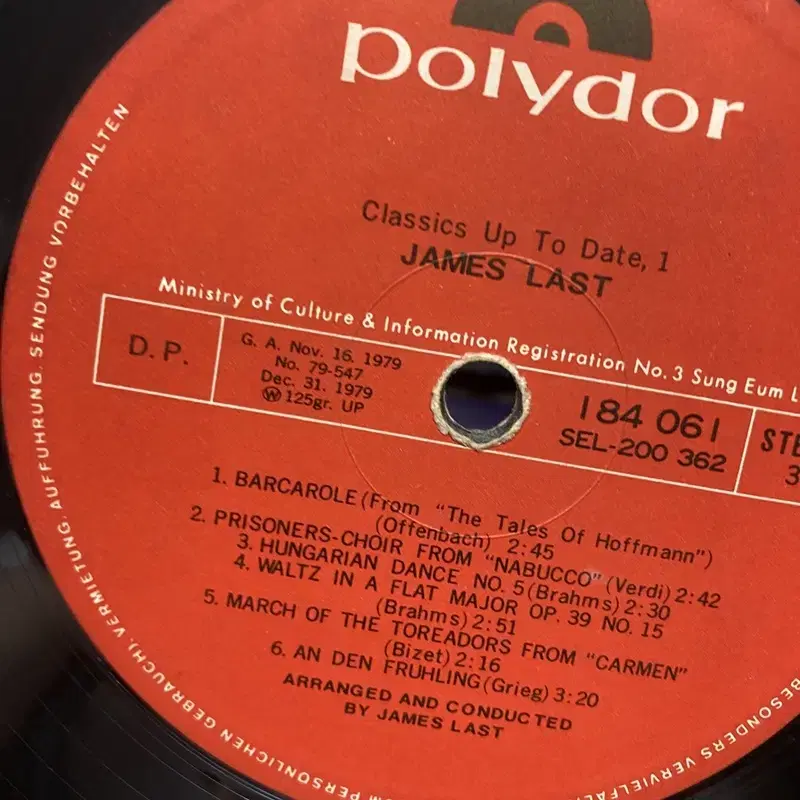 polydor
Classics Up To Date, 1
JAMES LAST
Ministry of Culture & Information Registration No. 3 Sung Eum L
D. P.
G. A. Nov. 16. 1979
No. 79-547
Dec. 31. 1979
Ⓦ 125gr. UP
184 061
SEL-200 362
STE
3
1. BARCAROLE (From "The Tales Of Hoffmann")
(Offenbach) 2:45
2. PRISONERS-CHOIR FROM "NABUCCO" (Verdi) 2:42
3. HUNGARIAN DANCE NO. 5 (Brahms) 2:30
4. WALTZ IN A FLAT MAJOR OP. 39 NO. 15
(Brahms) 2:51
5. MARCH OF THE TOREADORS FROM "CARMEN"
(Bizet) 2:16
6. AN DEN FRUHLING (Grieg) 3:20
ARRANGED AND CONDUCTED
BY JAMES LAST
BESONDERS VERVIELFÄL
M PERSONLICHEN GEBRAUCH), VERMIETUNG, AUFFUHRUNG, SENDUNG VORBEHALTEN